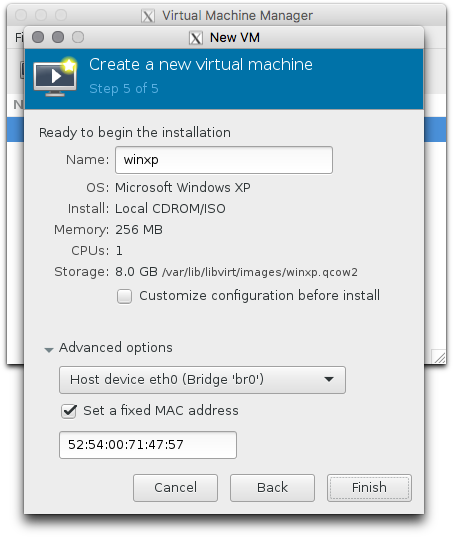 Virtual Machine Manager
New VM
Create a new virtual machine
Step 5 of 5
Ready to begin the installation
Name: winxp
OS: Microsoft Windows XP
Install: Local CDROM/ISO
Memory: 256 MB
CPUs: 1
Storage: 8.0 GB /var/lib/libvirt/images/winxp.qcow2
Customize configuration before install
Advanced options
Host device eth0 (Bridge 'br0')
Set a fixed MAC address
52:54:00:71:47:57
Cancel Back Finish